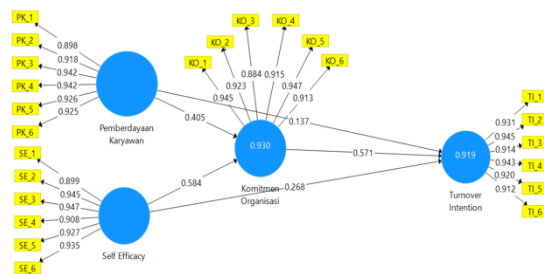 PK_1
PK_2
PK_3
PK_4
PK_5
PK_6
0.898
0.918
0.942
0.942
0.926
0.925
Pemberdayaan
Karyawan
SE_1
SE_2
SE_3
SE_4
SE_5
SE_6
0.899
0.945
0.947
0.908
0.927
0.935
Self Efficacy
0.405
0.584
KO_1
KO_2
KO_3
KO_4
KO_5
KO_6
0.945
0.923
0.884
0.915
0.947
0.913
0.930
Komitmen
Organisasi
0.137
0.571
0.268
0.919
Turnover
Intention
0.931
0.945
0.914
0.943
0.920
0.912
TI_1
TI_2
TI_3
TI_4
TI_5
TI_6